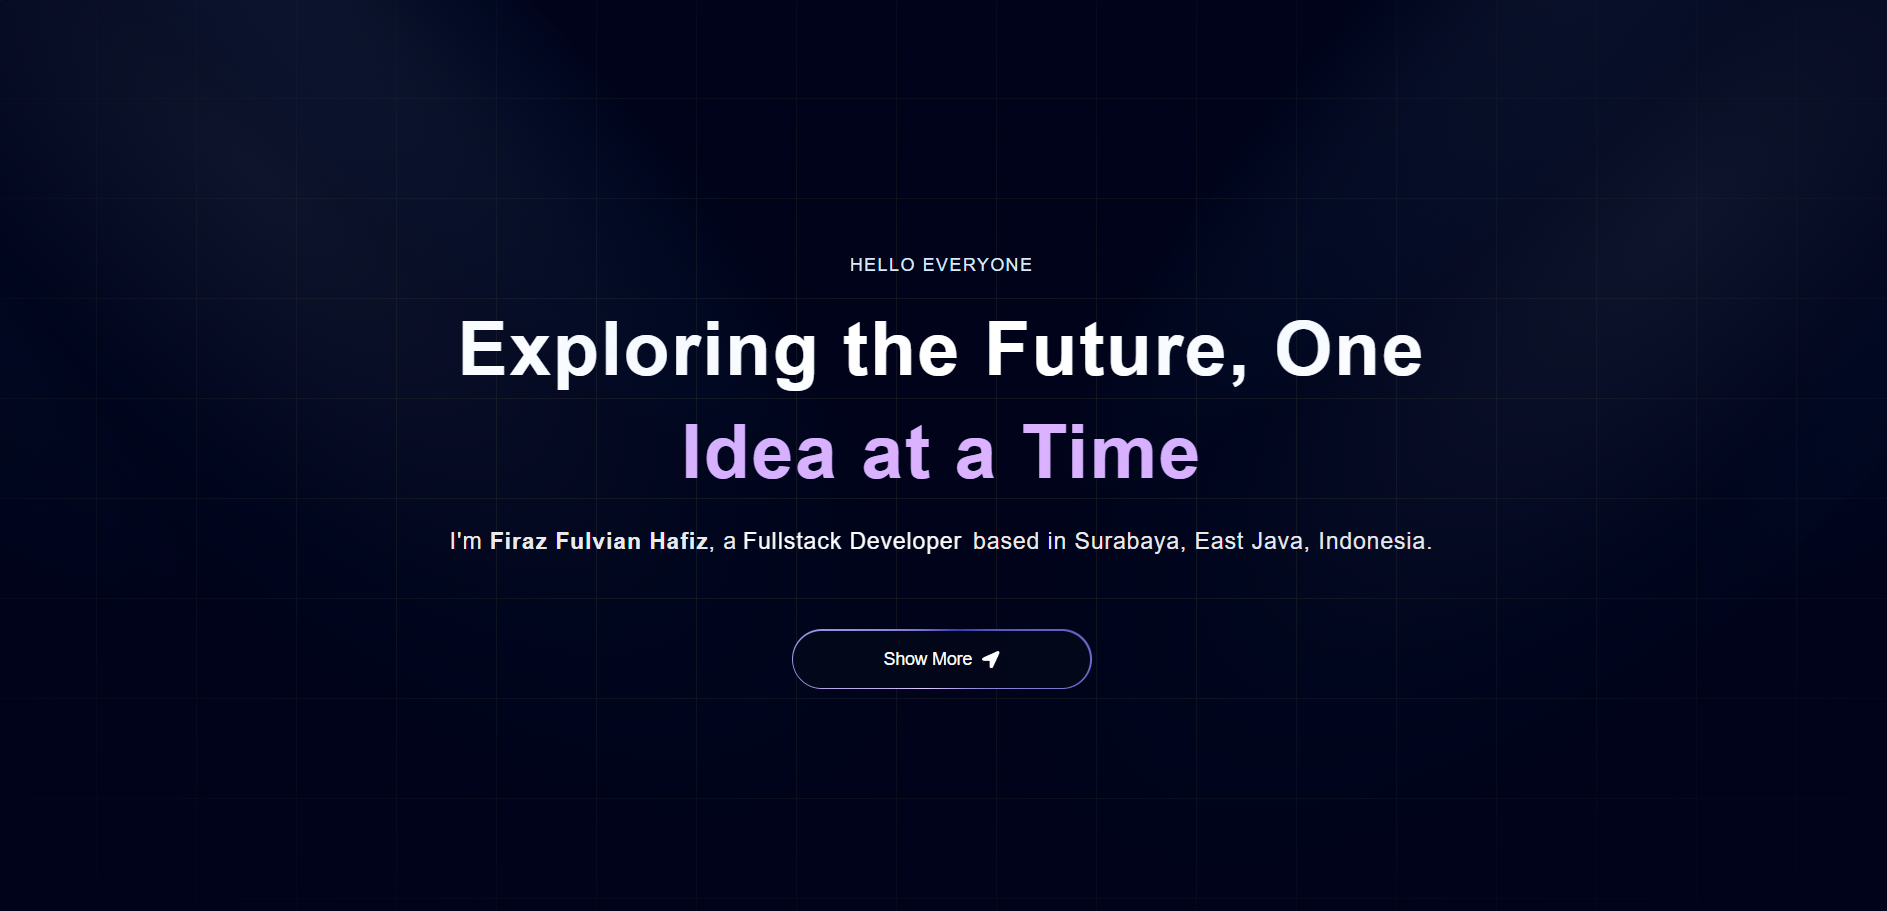 HELLO EVERYONE
Exploring the Future, One
Idea at a Time
I'm Firaz Fulvian Hafiz, a Fullstack Developer based in Surabaya, East Java, Indonesia.
Show More